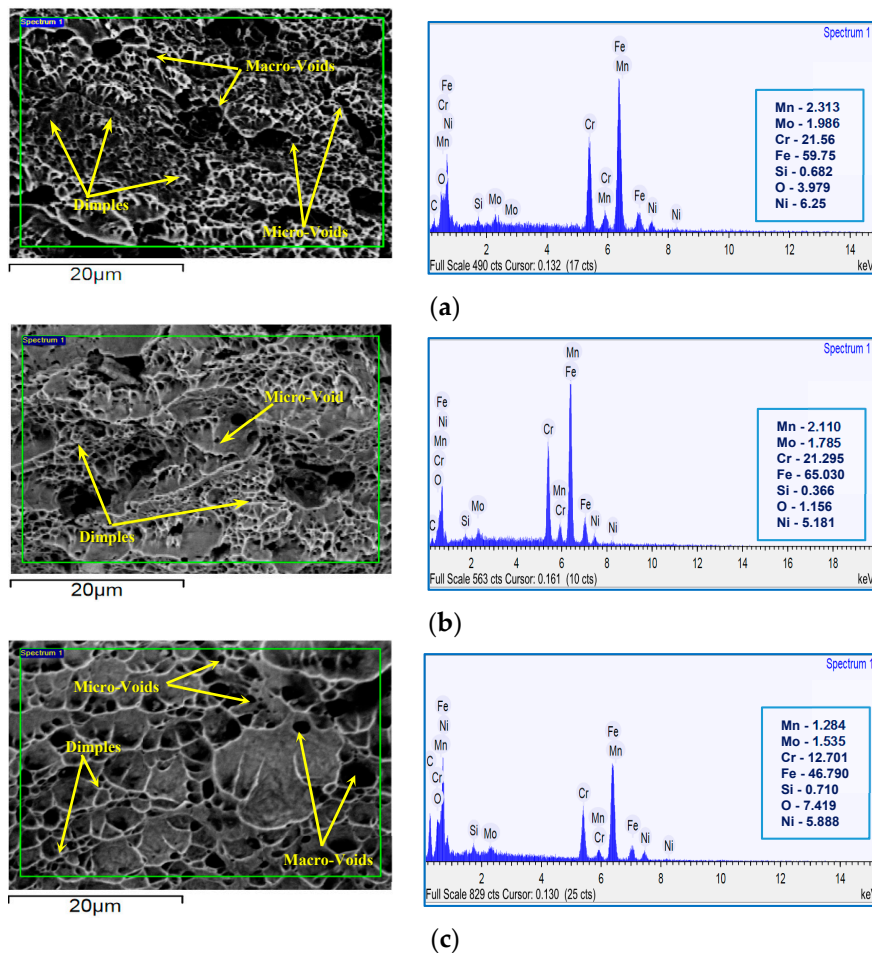 Spectrum 1
Macro-Voids
Dimples
Micro-Voids
20µm
Spectrum 1
Fe
Mn
Fe
Cr
Ni
Mn
O
C
Si
Mo
Mo
Cr
Cr
Mn
Fe
Ni
Ni
Mn - 2.313
Mo - 1.986
Cr - 21.56
Fe - 59.75
Si - 0.682
O - 3.979
Ni - 6.25
2 4 6 8 10 12 14
Full Scale 490 cts Cursor: 0.132 (17 cts)
keV
(a)
Spectrum 1
Micro-Void
Dimples
20µm
Spectrum 1
Mn
Fe
Fe
Ni
Mn
Cr
O
C
Si
Mo
Cr
Mn
Cr
Fe
Ni
Ni
Mn - 2.110
Mo - 1.785
Cr - 21.295
Fe - 65.030
Si - 0.366
O - 1.156
Ni - 5.181
2 4 6 8 10 12 14 16 18
Full Scale 563 cts Cursor: 0.161 (10 cts)
keV
(b)
Spectrum 1
Micro-Voids
Dimples
Macro-Voids
20µm
Spectrum 1
Fe
Ni
Mn
C
Cr
O
Si
Mo
Cr
Mn
Cr
Fe
Mn
Fe
Ni
Ni
Mn - 1.284
Mo - 1.535
Cr - 12.701
Fe - 46.790
Si - 0.710
O - 7.419
Ni - 5.888
2 4 6 8 10 12 14
Full Scale 829 cts Cursor: 0.130 (25 cts)
keV
(c)